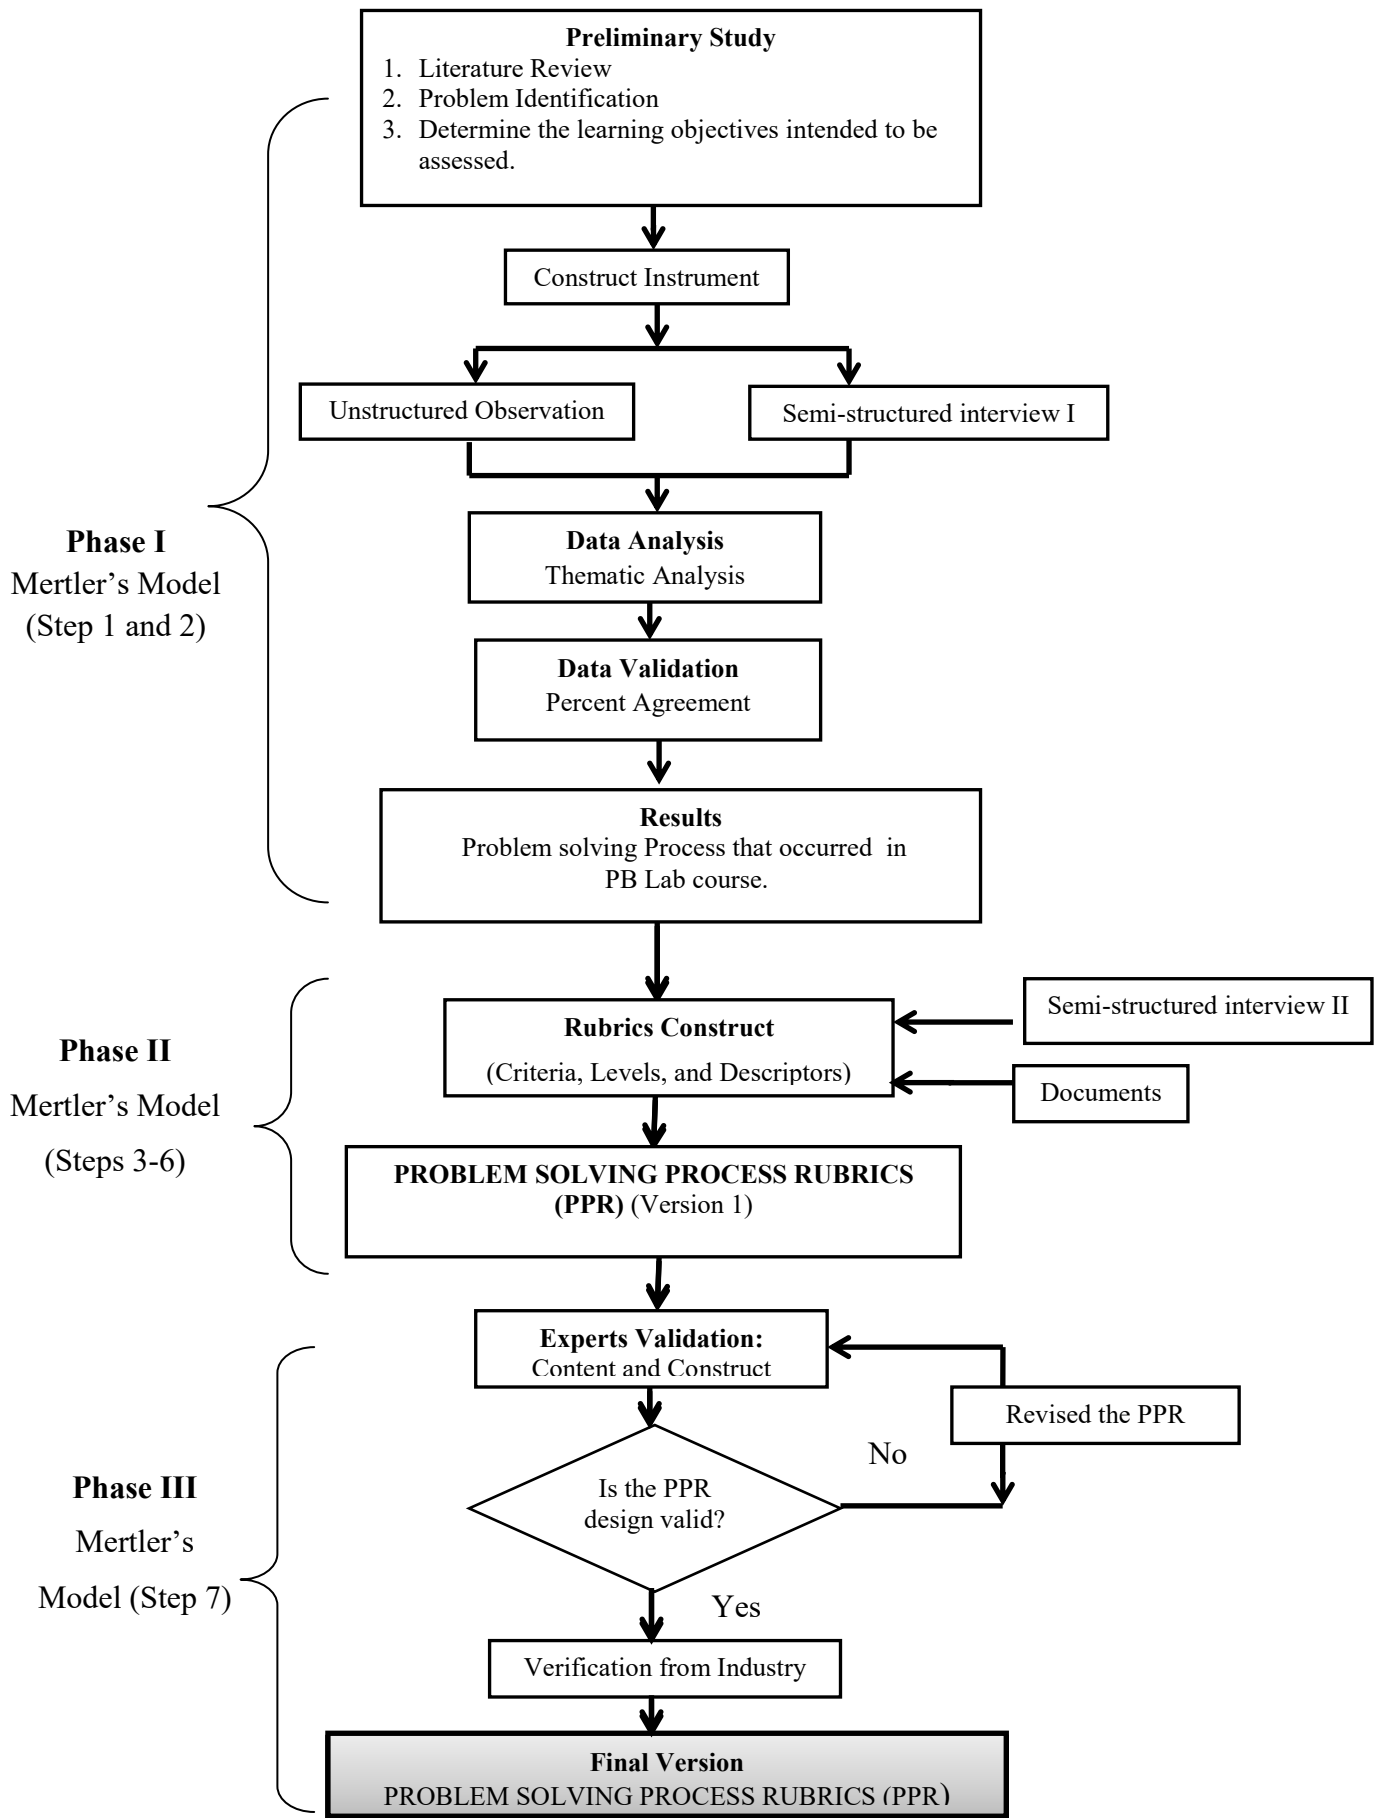 Preliminary Study
1. Literature Review
2. Problem Identification
3. Determine the learning objectives intended to be
assessed.
Construct Instrument
Unstructured Observation
Semi-structured interview I
Phase I
Mertler’s Model
(Step 1 and 2)
Data Analysis
Thematic Analysis
Data Validation
Percent Agreement
Results
Problem solving Process that occurred in
PB Lab course.
Phase II
Mertler’s Model
(Steps 3-6)
Rubrics Construct
(Criteria, Levels, and Descriptors)
Semi-structured interview II
Documents
PROBLEM SOLVING PROCESS RUBRICS
(PPR) (Version 1)
Experts Validation:
Content and Construct
Revised the PPR
No
Phase III
Mertler’s
Model (Step 7)
Is the PPR
design valid?
Yes
Verification from Industry
Final Version
PROBLEM SOLVING PROCESS RUBRICS (PPR)